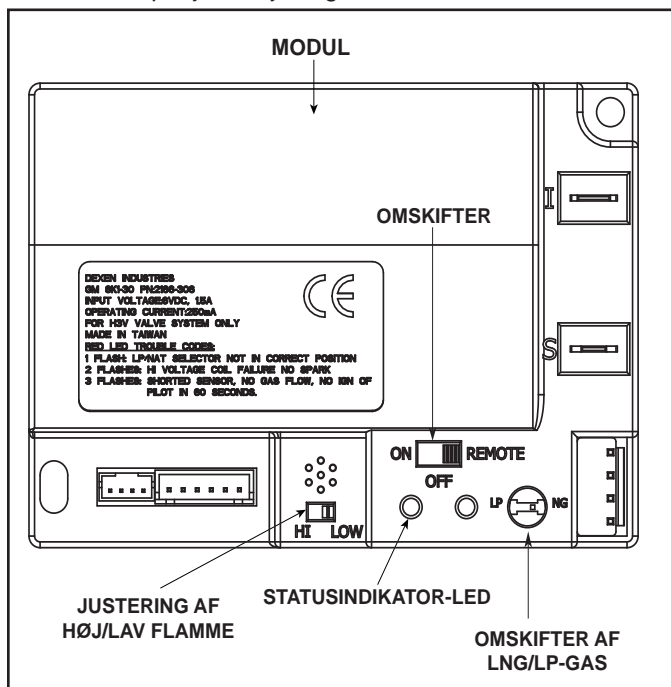 MODUL
OMSKIFTER
I
DEXEN INDUSTRIES
GM SK1-30 PN:2166-306
INPUT VOLTAGE:6VDC, 1.5A
OPERATING CURRENT:250mA
FOR H3V VALVE SYSTEM ONLY
MADE IN TAIWAN
RED LED TROUBLE CODES:
1 FLASH: LP/NAT SELECTOR NOT IN CORRECT POSITION
2 FLASHES: HI VOLTAGE COIL FAILURE NO SPARK
3 FLASHES: SHORTED SENSOR, NO GAS FLOW, NO IGN OF
PILOT IN 60 SECONDS.
CE
S
ON REMOTE
OFF
LP NG
HI LOW
JUSTERING AF
HØJ/LAV FLAMME
STATUSINDIKATOR-LED
OMSKIFTER AF
LNG/LP-GAS